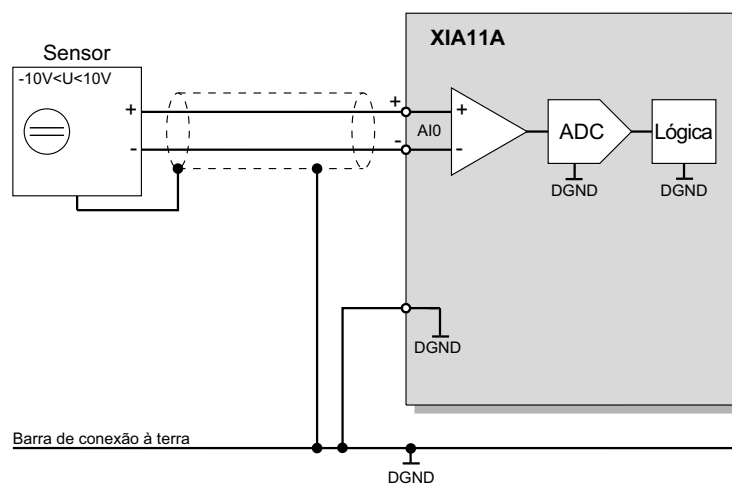 XIA11A
Sensor
-10V<U<10V
+
+
+
-
-
-
AI0
ADC
Lógica
DGND
DGND
DGND
Barra de conexão à terra
DGND